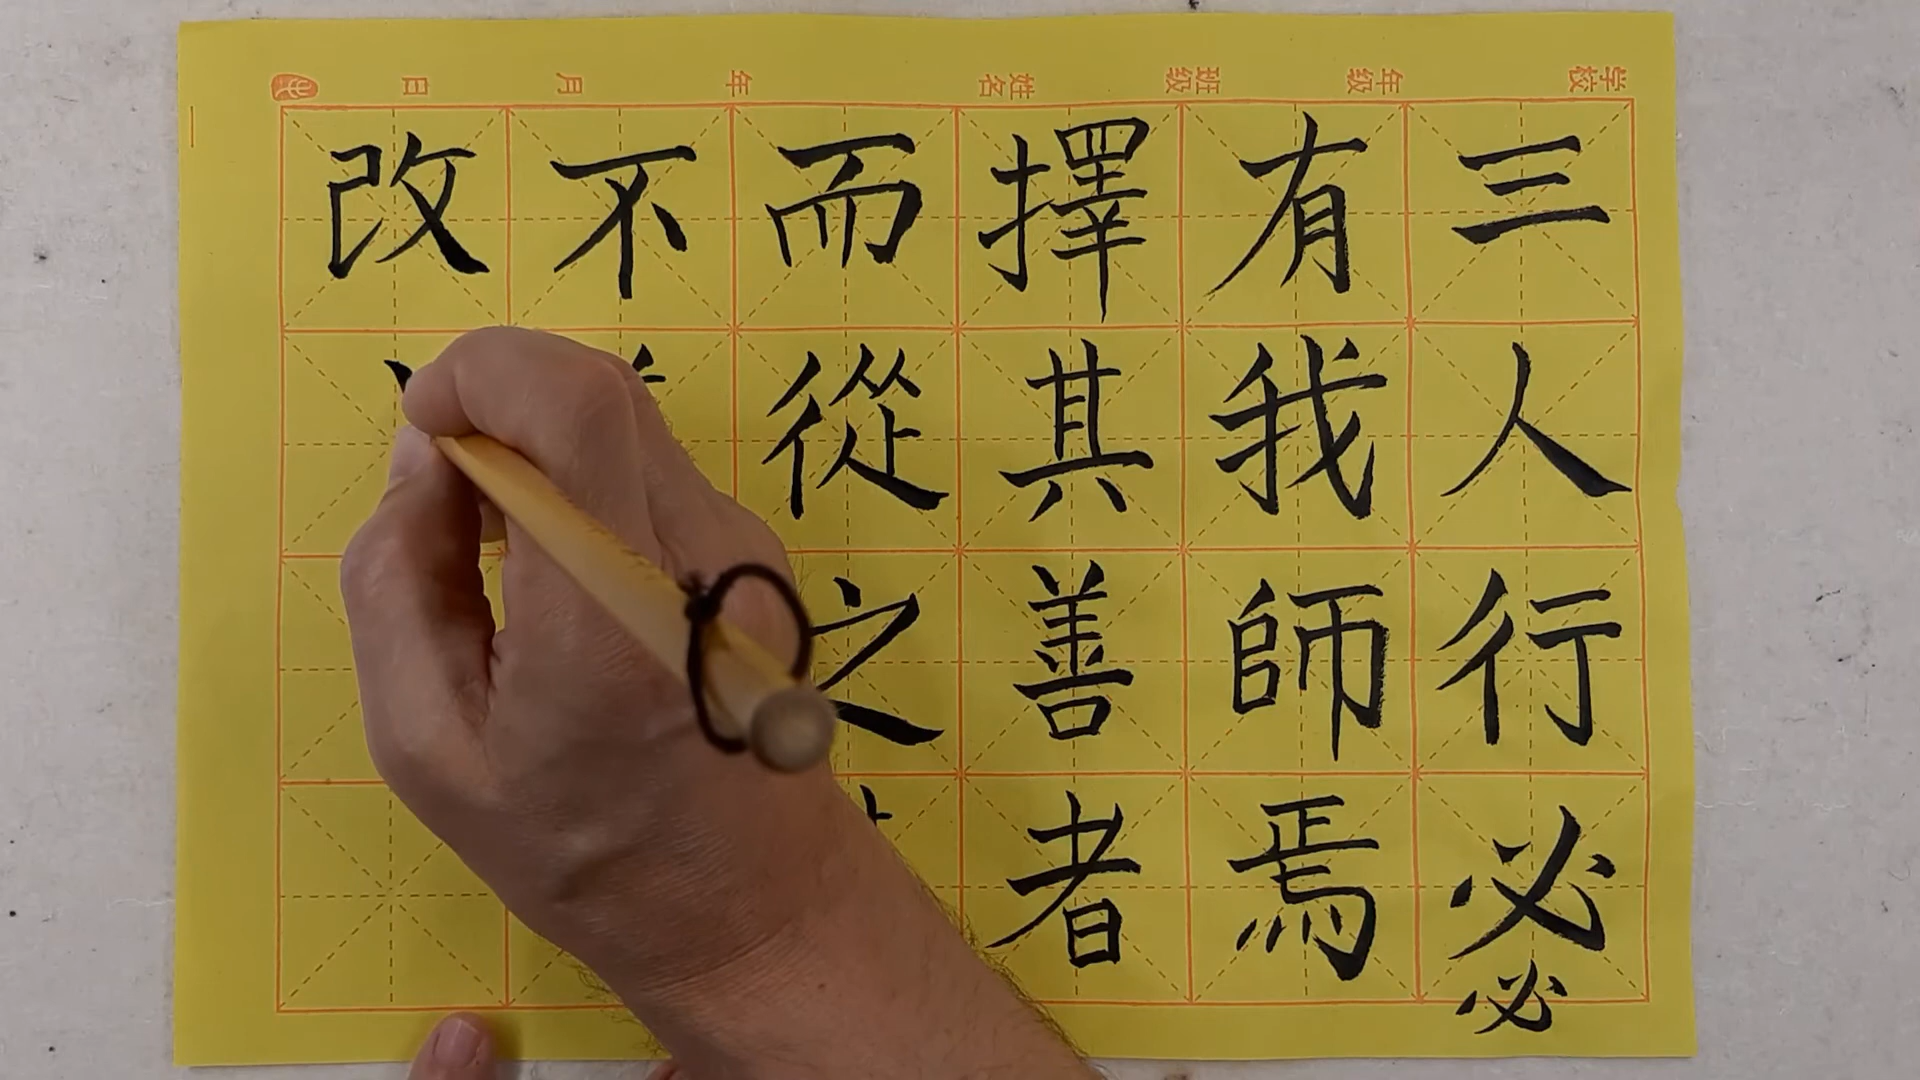 学校 年级 班级 姓名 年 月 日
三人行必
必
有我師焉
擇其善者
而從之
不
改